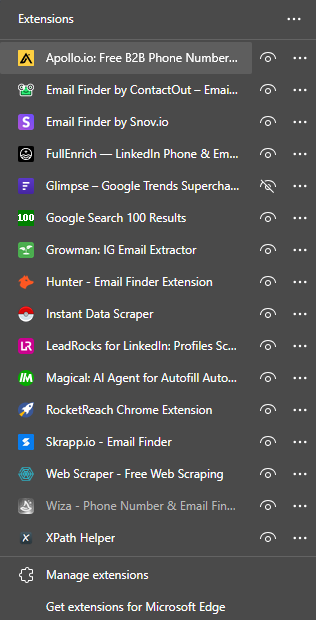 Extensions
Apollo.io: Free B2B Phone Number...
Email Finder by ContactOut – Emai...
Email Finder by Snov.io
FullEnrich — LinkedIn Phone & Em...
Glimpse – Google Trends Supercha...
100 Google Search 100 Results
Growman: IG Email Extractor
Hunter - Email Finder Extension
Instant Data Scraper
LR LeadRocks for LinkedIn: Profiles Sc...
IM Magical: AI Agent for Autofill Auto...
RocketReach Chrome Extension
S Skrapp.io - Email Finder
Web Scraper - Free Web Scraping
Wiza - Phone Number & Email Fin...
X XPath Helper
Manage extensions
Get extensions for Microsoft Edge